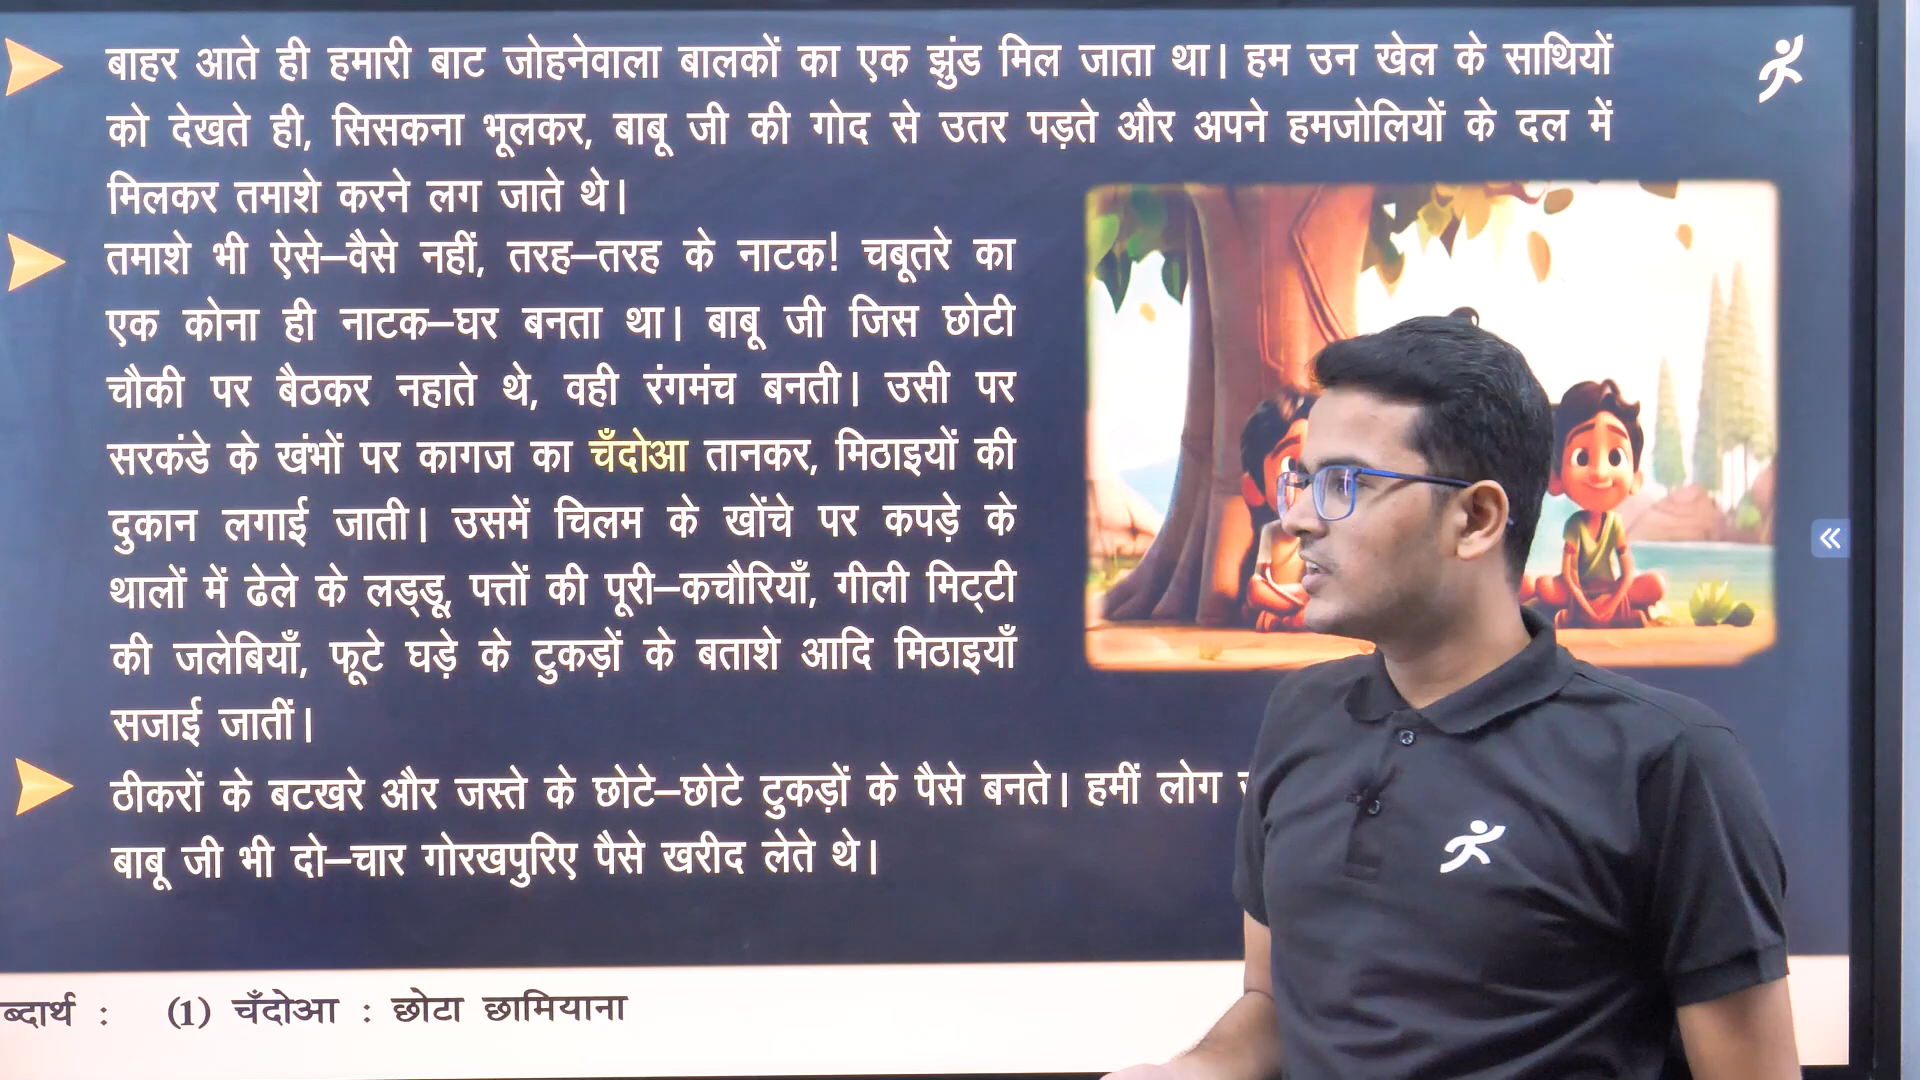 बाहर आते ही हमारी बाट जोहनेवाला बालकों का एक झुंड मिल जाता था। हम उन खेल के साथियों
को देखते ही, सिसकना भूलकर, बाबू जी की गोद से उतर पड़ते और अपने हमजोलियों के दल में
मिलकर तमाशे करने लग जाते थे।
तमाशे भी ऐसे–वैसे नहीं, तरह–तरह के नाटक! चबूतरे का
एक कोना ही नाटक–घर बनता था। बाबू जी जिस छोटी
चौकी पर बैठकर नहाते थे, वही रंगमंच बनती। उसी पर
सरकंडे के खंभों पर कागज का चँदोआ तानकर, मिठाइयों की
दुकान लगाई जाती। उसमें चिलम के खोंचे पर कपड़े के
थालों में ढेले के लड्डू, पत्तों की पूरी–कचौरियाँ, गीली मिट्टी
की जलेबियाँ, फूटे घड़े के टुकड़ों के बताशे आदि मिठाइयाँ
सजाई जातीं।
ठीकरों के बटखरे और जस्ते के छोटे–छोटे टुकड़ों के पैसे बनते। हमीं लोग
बाबू जी भी दो–चार गोरखपुरिए पैसे खरीद लेते थे।
ब्दार्थ : (1) चँदोआ : छोटा छामियाना